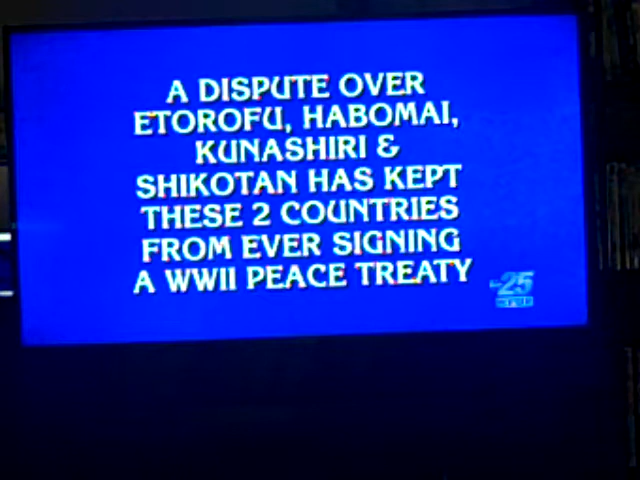 A DISPUTE OVER
ETOROFU, HABOMAI,
KUNASHIRI &
SHIKOTAN HAS KEPT
THESE 2 COUNTRIES
FROM EVER SIGNING
A WWII PEACE TREATY
25